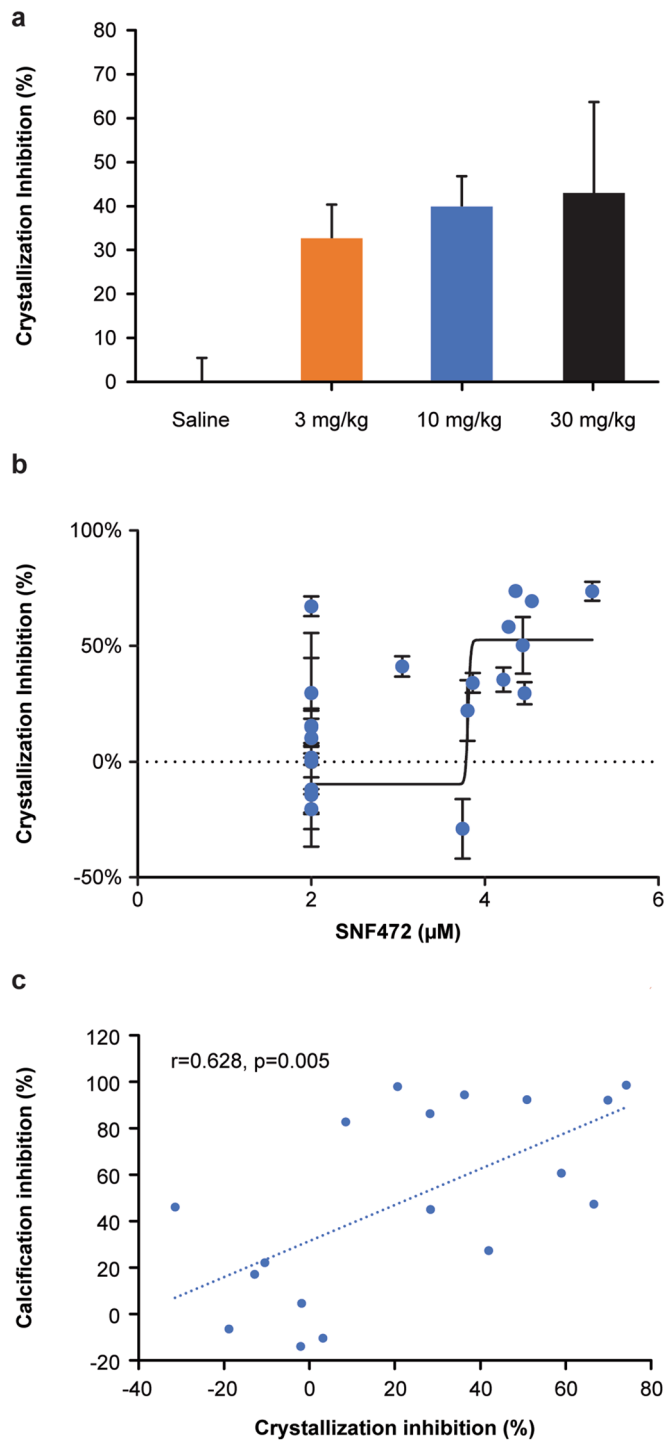 a
Crystallization Inhibition (%)
80
70
60
50
40
30
20
10
0
Saline 3 mg/kg 10 mg/kg 30 mg/kg
b
Crystallization Inhibition (%)
100%
50%
0%
-50%
0 2 4 6
SNF472 (µM)
c
Calcification inhibition (%)
120
100
80
60
40
20
0
-20
r=0.628, p=0.005
-40 -20 0 20 40 60 80
Crystallization inhibition (%)